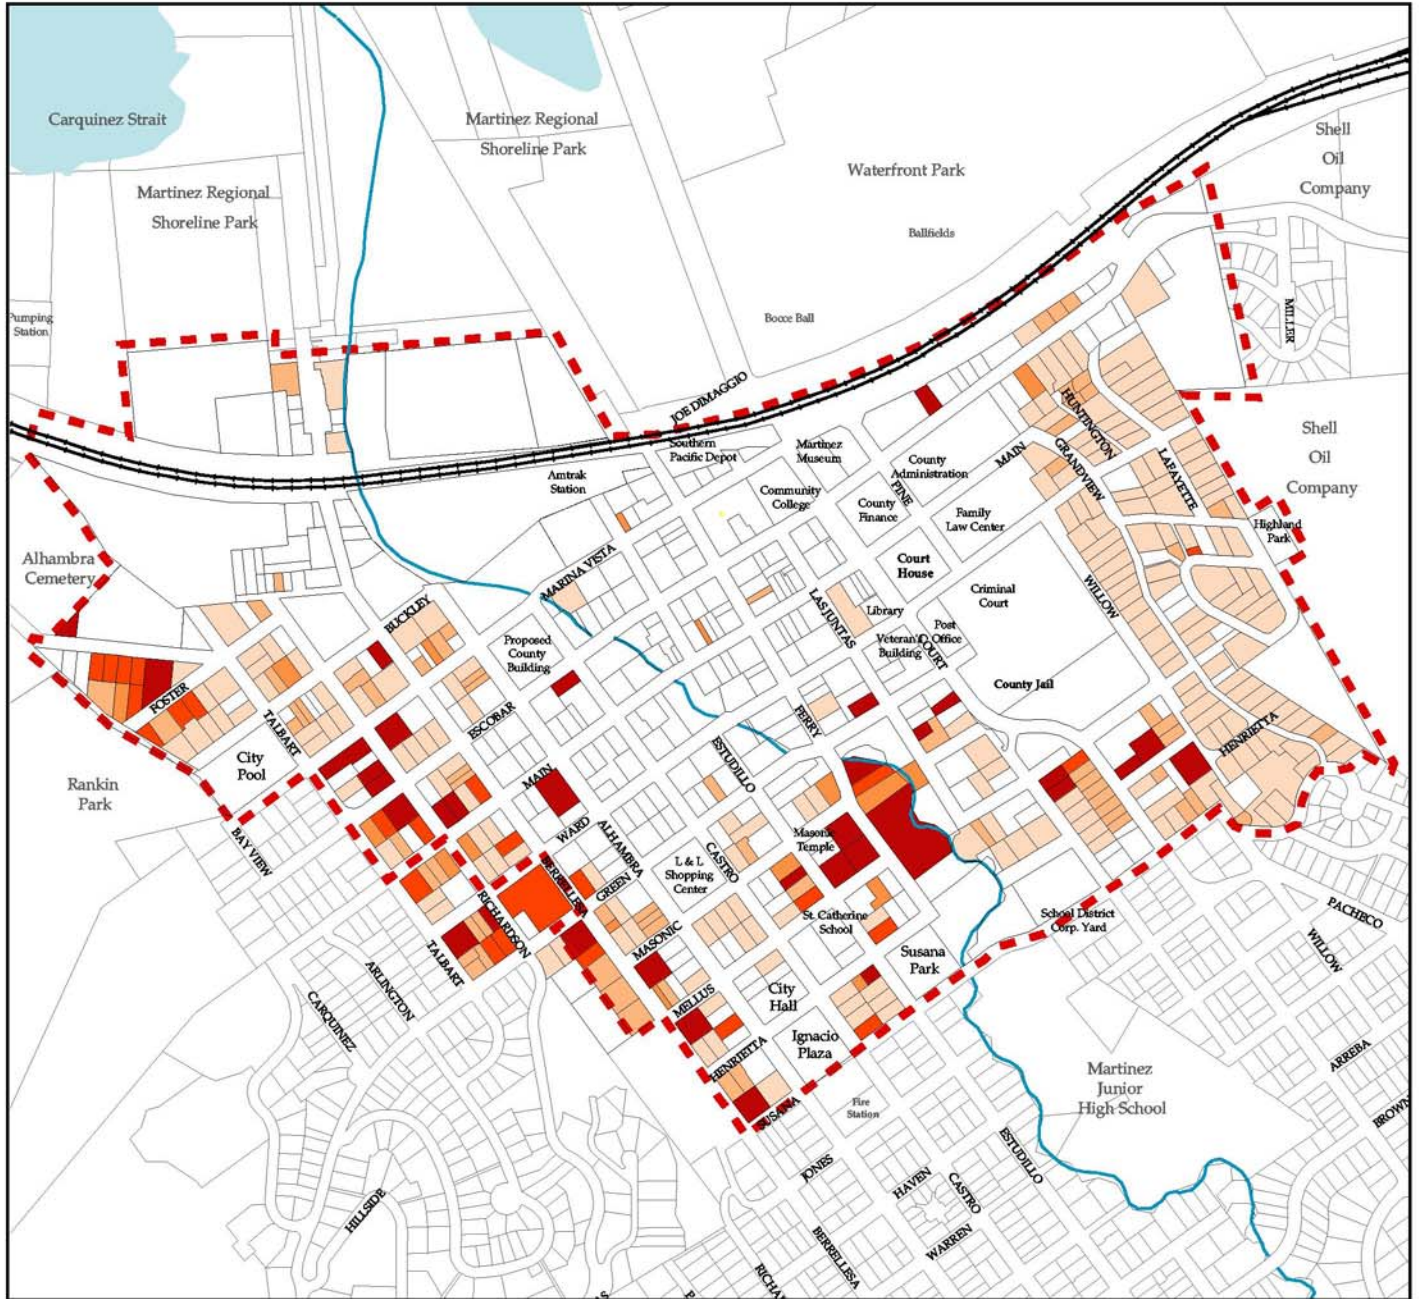 Carquinez Strait
Martinez Regional
Shoreline Park
Martinez Regional
Shoreline Park
Waterfront Park
Ballfields
Shell
Oil
Company
Pumping
Station
Bocce Ball
MILLER
JOE DIMAGGIO
HUNTINGTON
Southern
Pacific Depot
Martinez
Museum
MAIN
GRANDVIEW
LAFAYETTE
Shell
Oil
Company
Amtrak
Station
Community
College
County
Administration
PINE
County
Finance
Family
Law Center
Highland
Park
Alhambra
Cemetery
MARINA VISTA
Court
House
Criminal
Court
WILLOW
BUCKLEY
LAS JUNTAS
Library
Proposed
County
Building
Veteran's
Building
Post
Office
COURT
County Jail
FOSTER
TALBART
ESCOBAR
FERRY
HENRIETTA
City
Pool
ESTUDILLO
MAIN
Rankin
Park
BAY VIEW
WARD
ALHAMBRA
Masonic
Temple
CASTRO
L & L
Shopping
Center
BERRELLESA
GREEN
RICHARDSON
St. Catherine
School
School District
Corp. Yard
PACHECO
MASONIC
TALBART
Susana
Park
WILLOW
ARLINGTON
CARQUINEZ
MELLUS
City
Hall
Ignacio
Plaza
HENRIETTA
ARREBA
Martinez
Junior
High School
SUSANA
Fire
Station
BROWN
ESTUDILLO
JONES
HAVEN
CASTRO
HILLSIDE
WARREN
BERRELLESA
RICHAR